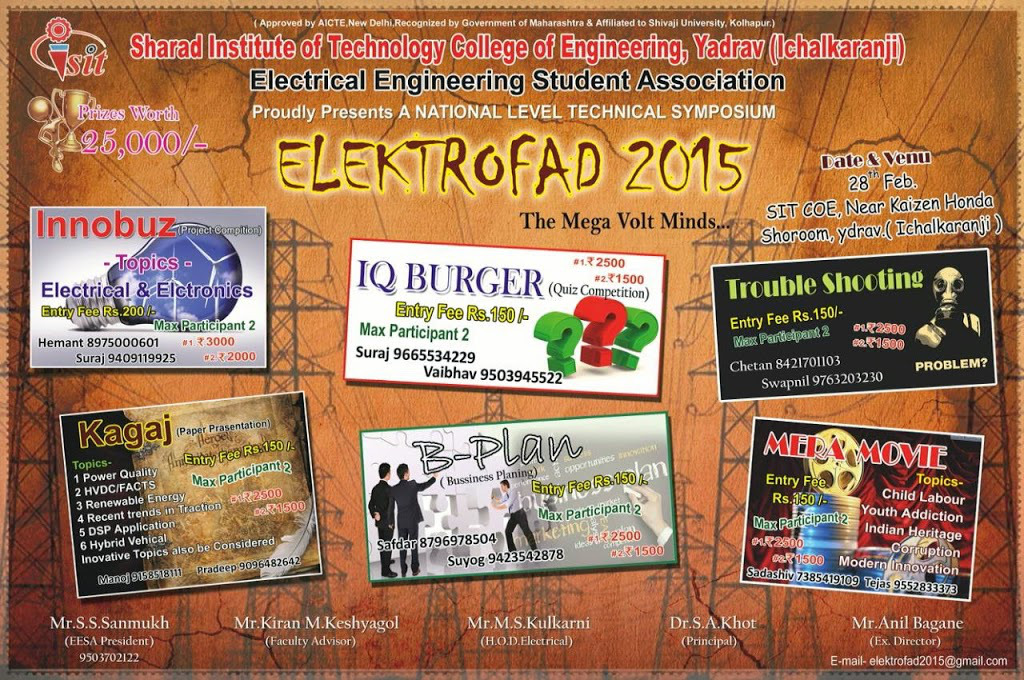 ( Approved by AICTE,New Delhi,Recognized by Government of Maharashtra & Affiliated to Shivaji University, Kolhapur.)
sit
Sharad Institute of Technology College of Engineering, Yadrav (Ichalkaranji)
Electrical Engineering Student Association
Proudly Presents A NATIONAL LEVEL TECHNICAL SYMPOSIUM
Prizes Worth
25,000/-
ELEKTROFAD 2015
The Mega Volt Minds...
Date & Venu
28th Feb.
SIT COE, Near Kaizen Honda
Shoroom, ydrav.( Ichalkaranji )
Innobuz (Project-Compition)
- Topics -
Electrical & Elctronics
Entry Fee Rs.200 /-
Max Participant 2
Hemant 8975000601
#1. ₹ 3000
Suraj 9409119925
#2. ₹ 2000
IQ BURGER (Quiz Competition)
#1. ₹ 2500
#2. ₹ 1500
Entry Fee Rs.150 /-
Max Participant 2
Suraj 9665534229
Vaibhav 9503945522
Trouble Shooting
Entry Fee Rs.150/-
Max Participant 2
#1. ₹ 2500
#2. ₹ 1500
Chetan 8421701103
Swapnil 9763203230
PROBLEM?
Kagaj (Paper Prasentation)
Topics-
Entry Fee Rs.150 /-
1 Power Quality
Max Participant 2
2 HVDC/FACTS
3 Renewable Energy
#1. ₹ 2500
4 Recent trends in Traction
#2. ₹ 1500
5 DSP Application
6 Hybrid Vehical
Inovative Topics also be Considered
Manoj 9158518111
Pradeep 9096482642
B-Plan
( Bussiness Planing)
opportunities innovation
Entry Fee Rs.150 /-
Max Participant 2
Safdar 8796978504
#1. ₹ 2500
Suyog 9423542878
#2. ₹ 1500
MERA MOVIE
Entry Fee.
Rs.150 /-
Max Participant 2
#1. ₹ 2500
#2. ₹ 1500
Topics-
Child Labour
Youth Addiction
Indian Heritage
Corruption
Modern Innovation
Sadashiv 7385419109 Tejas 9552833373
Mr.S.S.Sanmukh
(EESA President)
9503702122
Mr.Kiran M.Keshyagol
(Faculty Advisor)
Mr.M.S.Kulkarni
(H.O.D.Electrical)
Dr.S.A.Khot
(Principal)
Mr.Anil Bagane
(Ex. Director)
E-mail- elektrofad2015@gmail.com